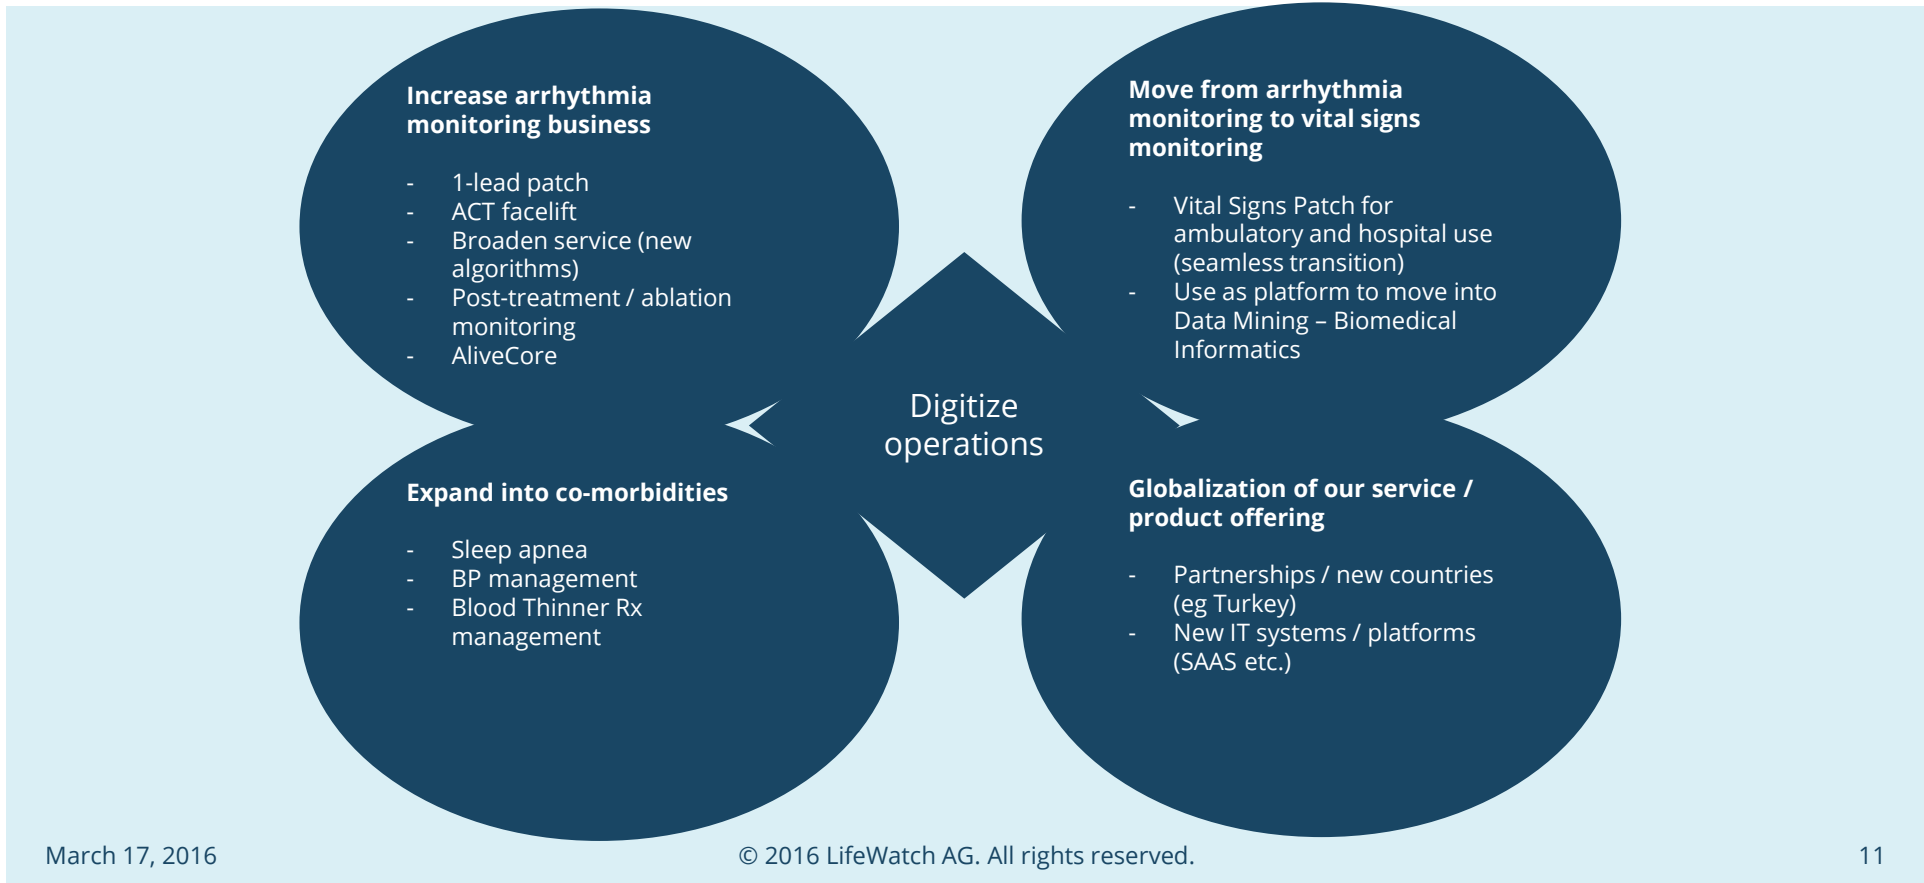 Increase arrhythmia
monitoring business
- 1-lead patch
- ACT facelift
- Broaden service (new
algorithms)
- Post-treatment / ablation
monitoring
- AliveCore
Move from arrhythmia
monitoring to vital signs
monitoring
- Vital Signs Patch for
ambulatory and hospital use
(seamless transition)
- Use as platform to move into
Data Mining – Biomedical
Informatics
Digitize
operations
Expand into co-morbidities
- Sleep apnea
- BP management
- Blood Thinner Rx
management
Globalization of our service /
product offering
- Partnerships / new countries
(eg Turkey)
- New IT systems / platforms
(SAAS etc.)
March 17, 2016
© 2016 LifeWatch AG. All rights reserved.
11